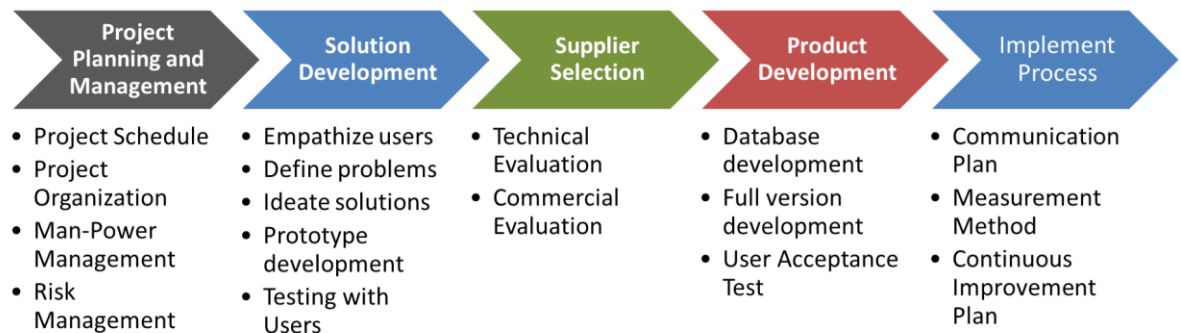 Project
Planning and
Management
• Project Schedule
• Project
Organization
• Man-Power
Management
• Risk
Management
Solution
Development
• Empathize users
• Define problems
• Ideate solutions
• Prototype
development
• Testing with
Users
Supplier
Selection
• Technical
Evaluation
• Commercial
Evaluation
Product
Development
• Database
development
• Full version
development
• User Acceptance
Test
Implement
Process
• Communication
Plan
• Measurement
Method
• Continuous
Improvement
Plan